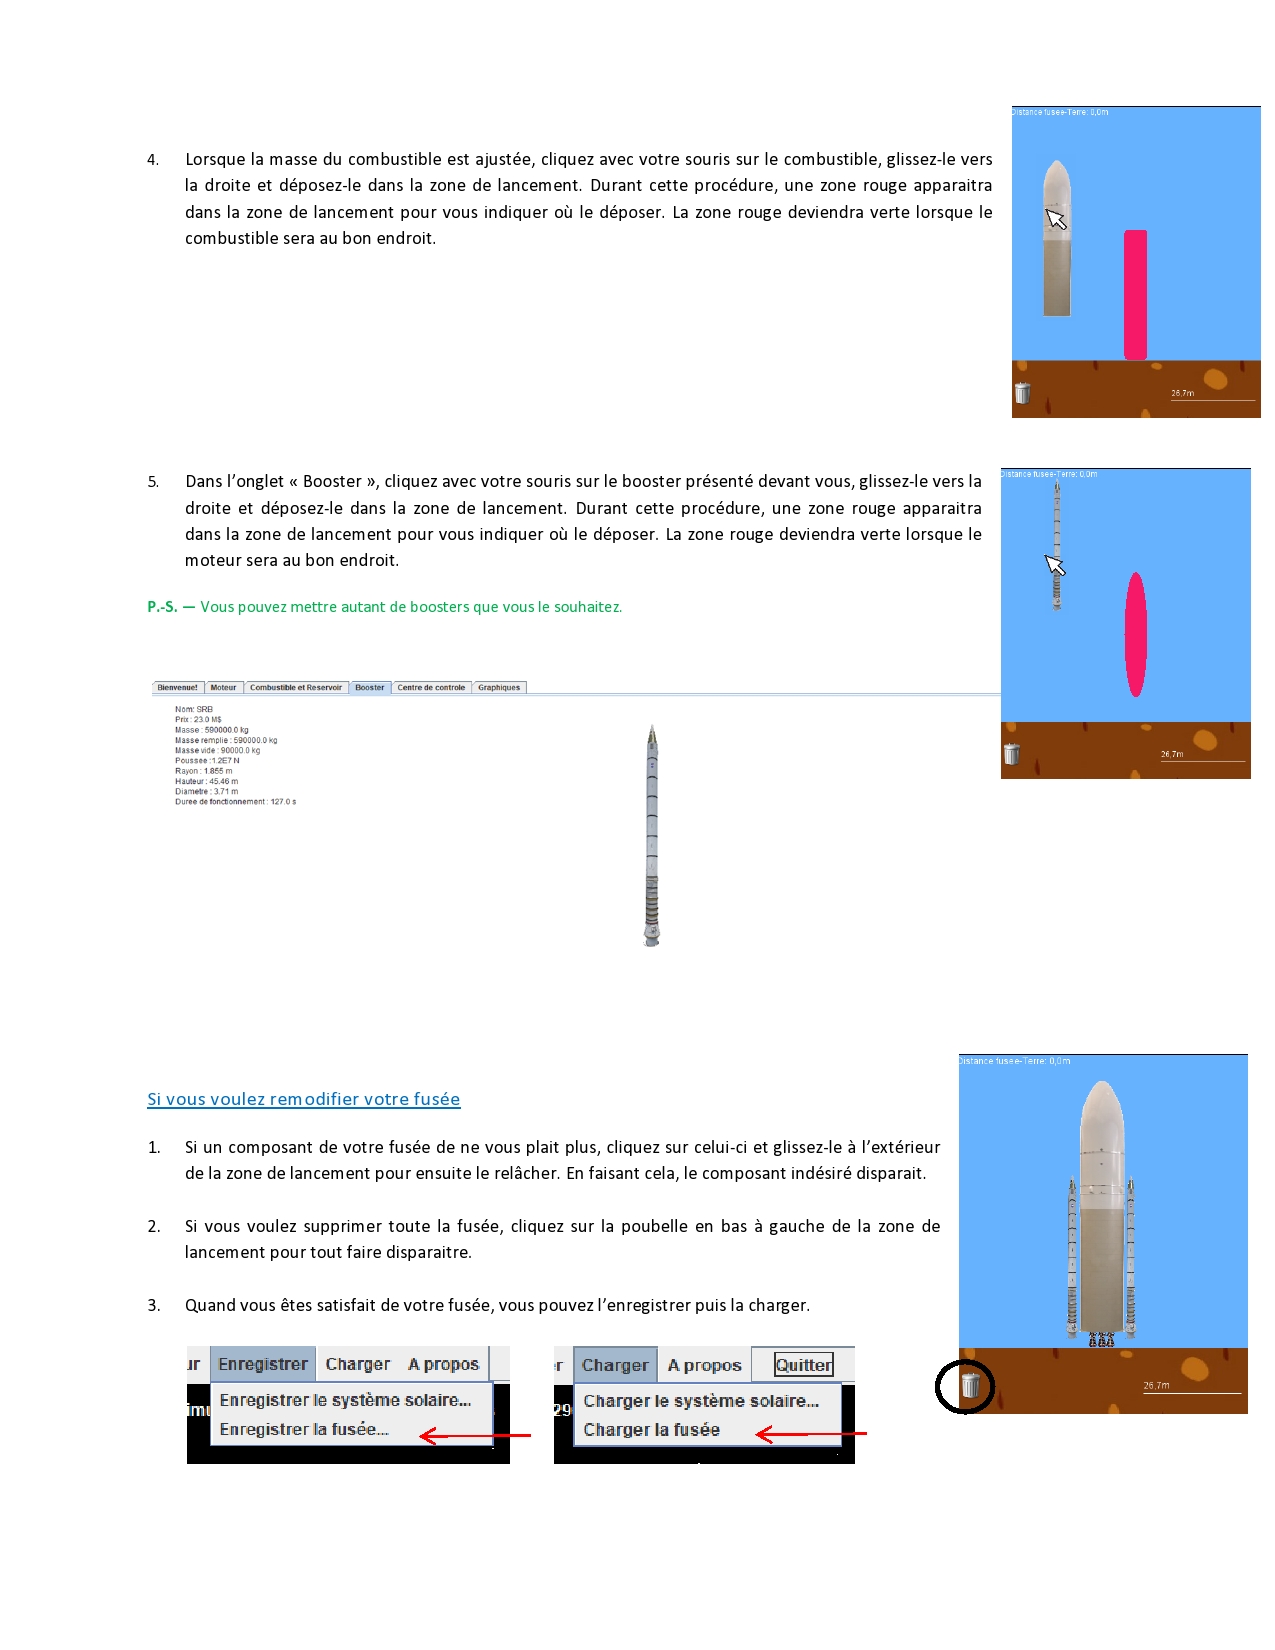 Distance fusee-Terre: 0,0m
4. Lorsque la masse du combustible est ajustée, cliquez avec votre souris sur le combustible, glissez-le vers
la droite et déposez-le dans la zone de lancement. Durant cette procédure, une zone rouge apparaitra
dans la zone de lancement pour vous indiquer où le déposer. La zone rouge deviendra verte lorsque le
combustible sera au bon endroit.
26,7m
Distance fusee-Terre: 0,0m
5. Dans l’onglet « Booster », cliquez avec votre souris sur le booster présenté devant vous, glissez-le vers la
droite et déposez-le dans la zone de lancement. Durant cette procédure, une zone rouge apparaitra
dans la zone de lancement pour vous indiquer où le déposer. La zone rouge deviendra verte lorsque le
moteur sera au bon endroit.
P.-S. — Vous pouvez mettre autant de boosters que vous le souhaitez.
Bienvenue! Moteur Combustible et Reservoir Booster Centre de controle Graphiques
Nom: SRB
Prix : 23.0 M$
Masse : 590000.0 kg
Masse remplie : 590000.0 kg
Masse vide : 90000.0 kg
Poussee :1.2E7 N
Rayon : 1.855 m
Hauteur : 45.46 m
Diametre : 3.71 m
Duree de fonctionnement : 127.0 s
26,7m
Distance fusee-Terre: 0,0m
Si vous voulez remodifier votre fusée
1. Si un composant de votre fusée de ne vous plait plus, cliquez sur celui-ci et glissez-le à l’extérieur
de la zone de lancement pour ensuite le relâcher. En faisant cela, le composant indésiré disparait.
2. Si vous voulez supprimer toute la fusée, cliquez sur la poubelle en bas à gauche de la zone de
lancement pour tout faire disparaitre.
3. Quand vous êtes satisfait de votre fusée, vous pouvez l’enregistrer puis la charger.
26,7m
ur Enregistrer Charger A propos
Enregistrer le système solaire...
Enregistrer la fusée...
r Charger A propos Quitter
Charger le système solaire...
29
Charger la fusée